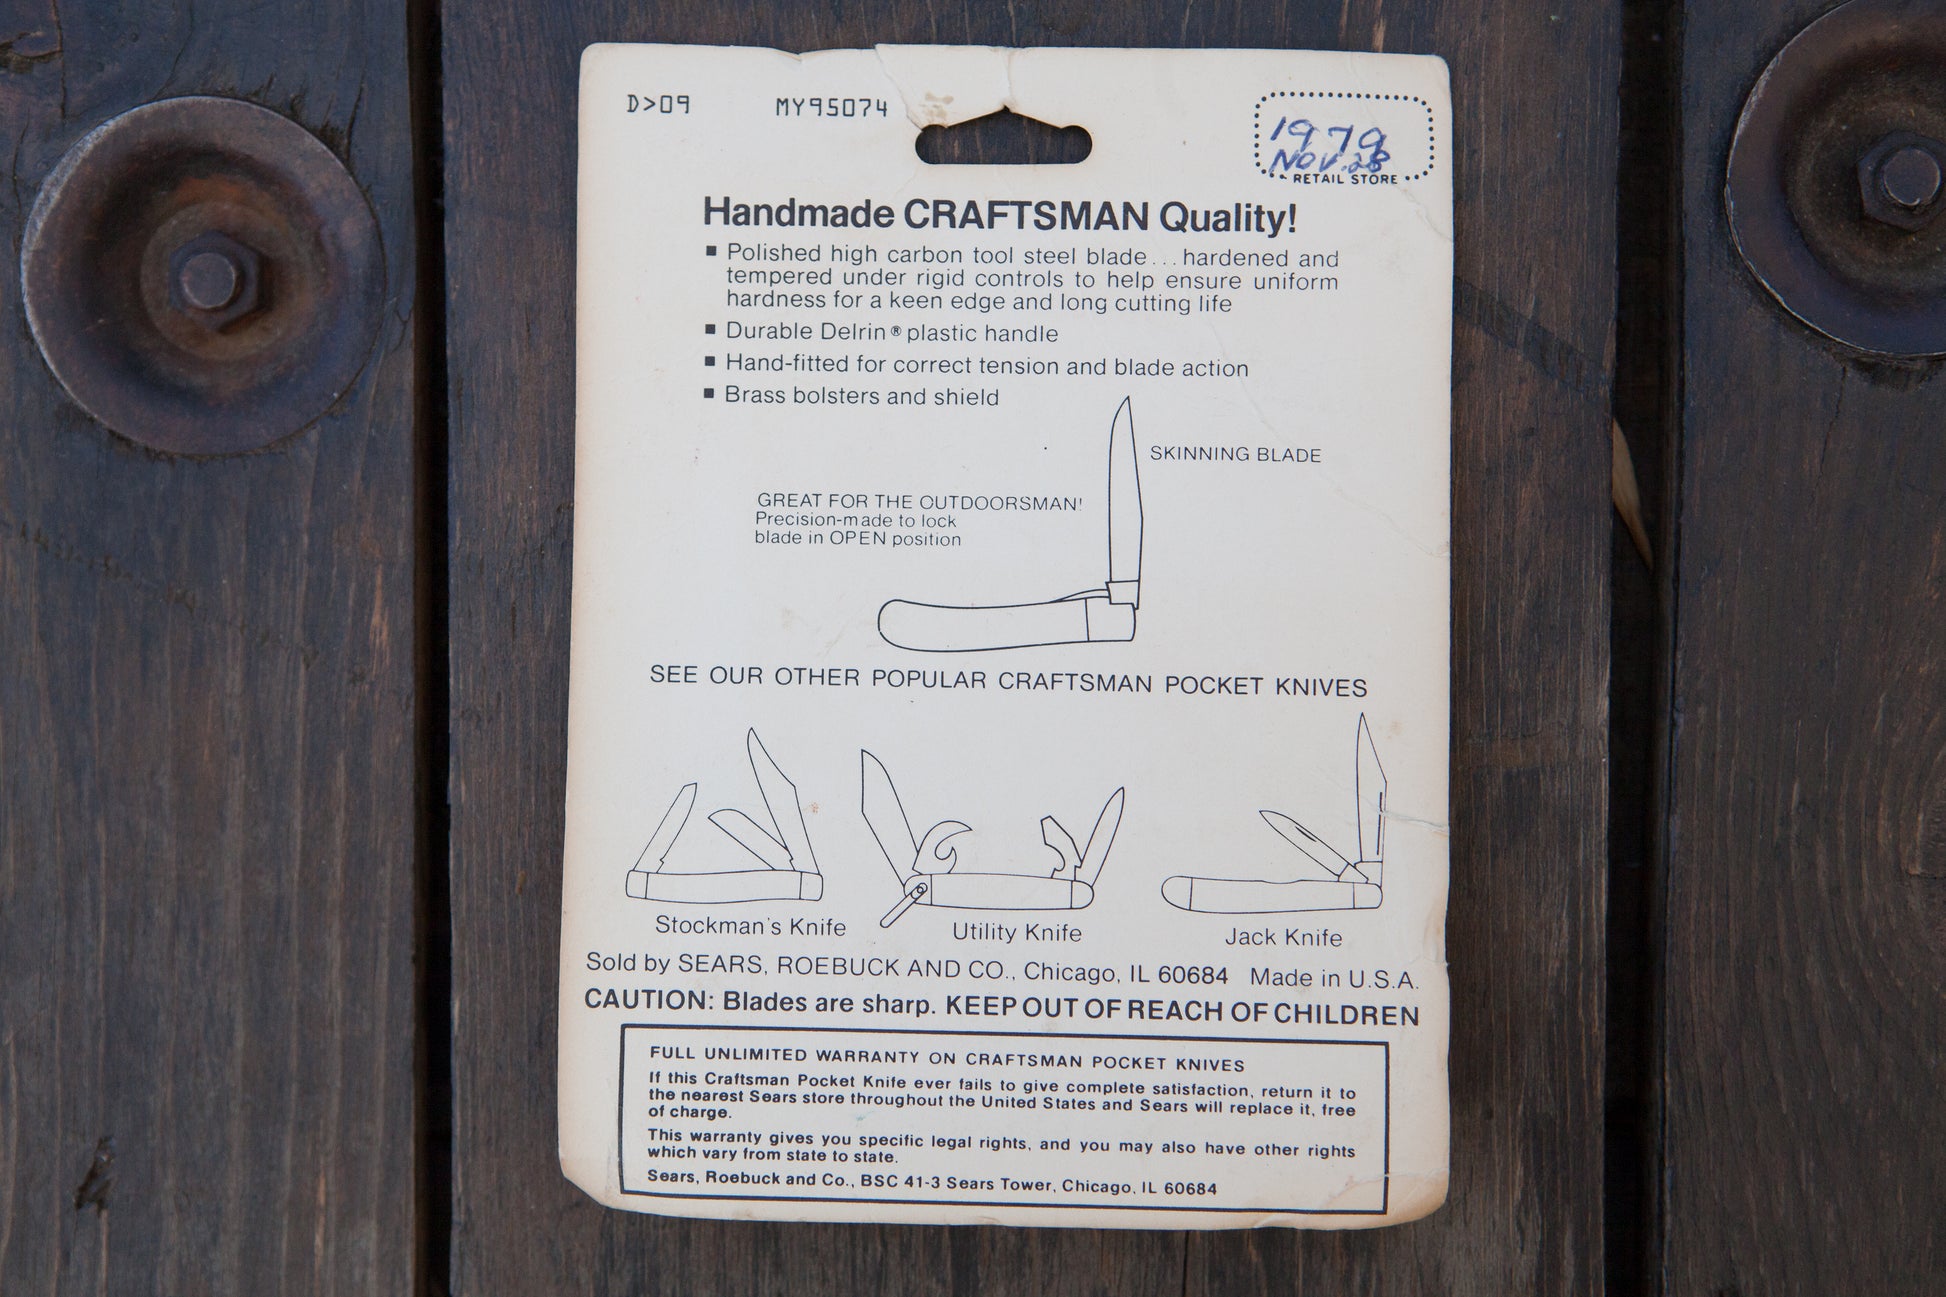 D>09 MY95074
1979
NOV. 28
RETAIL STORE
Handmade CRAFTSMAN Quality!
▪ Polished high carbon tool steel blade...hardened and
tempered under rigid controls to help ensure uniform
hardness for a keen edge and long cutting life
▪ Durable Delrin® plastic handle
▪ Hand-fitted for correct tension and blade action
▪ Brass bolsters and shield
SKINNING BLADE
GREAT FOR THE OUTDOORSMAN!
Precision-made to lock
blade in OPEN position
SEE OUR OTHER POPULAR CRAFTSMAN POCKET KNIVES
Stockman's Knife Utility Knife Jack Knife
Sold by SEARS, ROEBUCK AND CO., Chicago, IL 60684 Made in U.S.A.
CAUTION: Blades are sharp. KEEP OUT OF REACH OF CHILDREN
FULL UNLIMITED WARRANTY ON CRAFTSMAN POCKET KNIVES
If this Craftsman Pocket Knife ever fails to give complete satisfaction, return it to
the nearest Sears store throughout the United States and Sears will replace it, free
of charge.
This warranty gives you specific legal rights, and you may also have other rights
which vary from state to state.
Sears, Roebuck and Co., BSC 41-3 Sears Tower, Chicago, IL 60684